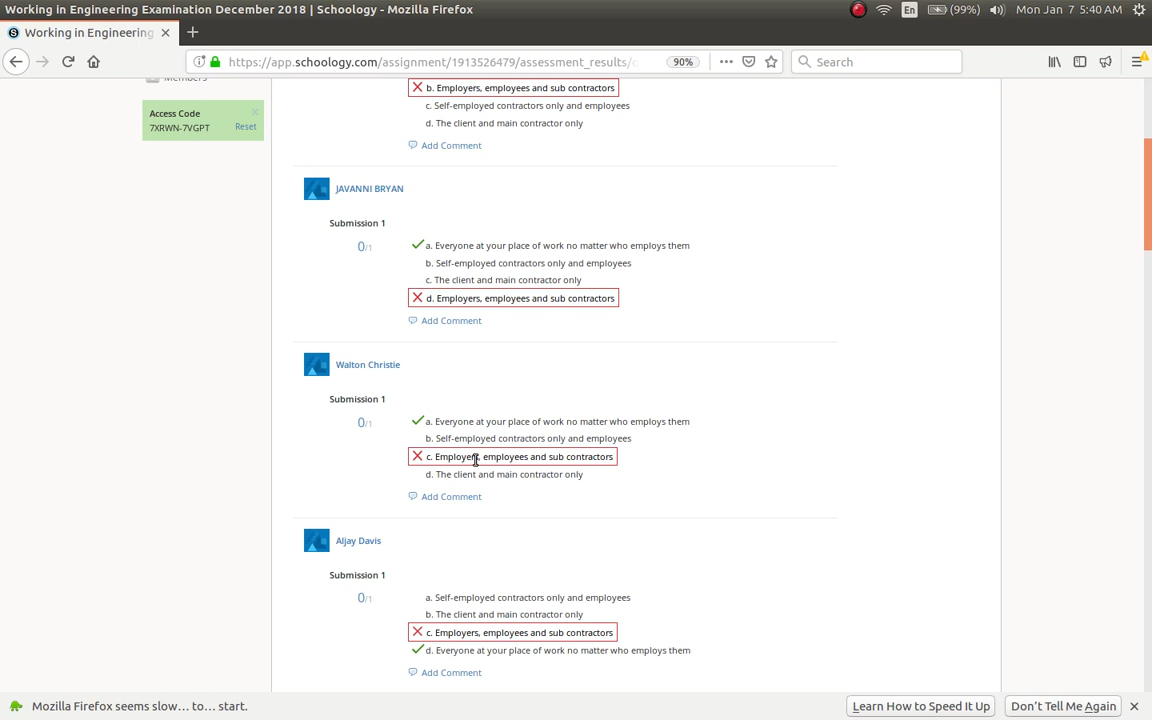 Working in Engineering Examination December 2018 | Schoology - Mozilla Firefox
En (99%) Mon Jan 7 5:40 AM
S Working in Engineering × +
https://app.schoology.com/assignment/1913526479/assessment_results/ 90% Search
Members
Access Code
7XRWN-7VGPT Reset
b. Employers, employees and sub contractors
c. Self-employed contractors only and employees
d. The client and main contractor only
Add Comment
JAVANNI BRYAN
Submission 1
0/1
a. Everyone at your place of work no matter who employs them
b. Self-employed contractors only and employees
c. The client and main contractor only
d. Employers, employees and sub contractors
Add Comment
Walton Christie
Submission 1
0/1
a. Everyone at your place of work no matter who employs them
b. Self-employed contractors only and employees
c. Employers, employees and sub contractors
d. The client and main contractor only
Add Comment
Aljay Davis
Submission 1
0/1
a. Self-employed contractors only and employees
b. The client and main contractor only
c. Employers, employees and sub contractors
d. Everyone at your place of work no matter who employs them
Add Comment
Mozilla Firefox seems slow... to... start. Learn How to Speed It Up Don't Tell Me Again